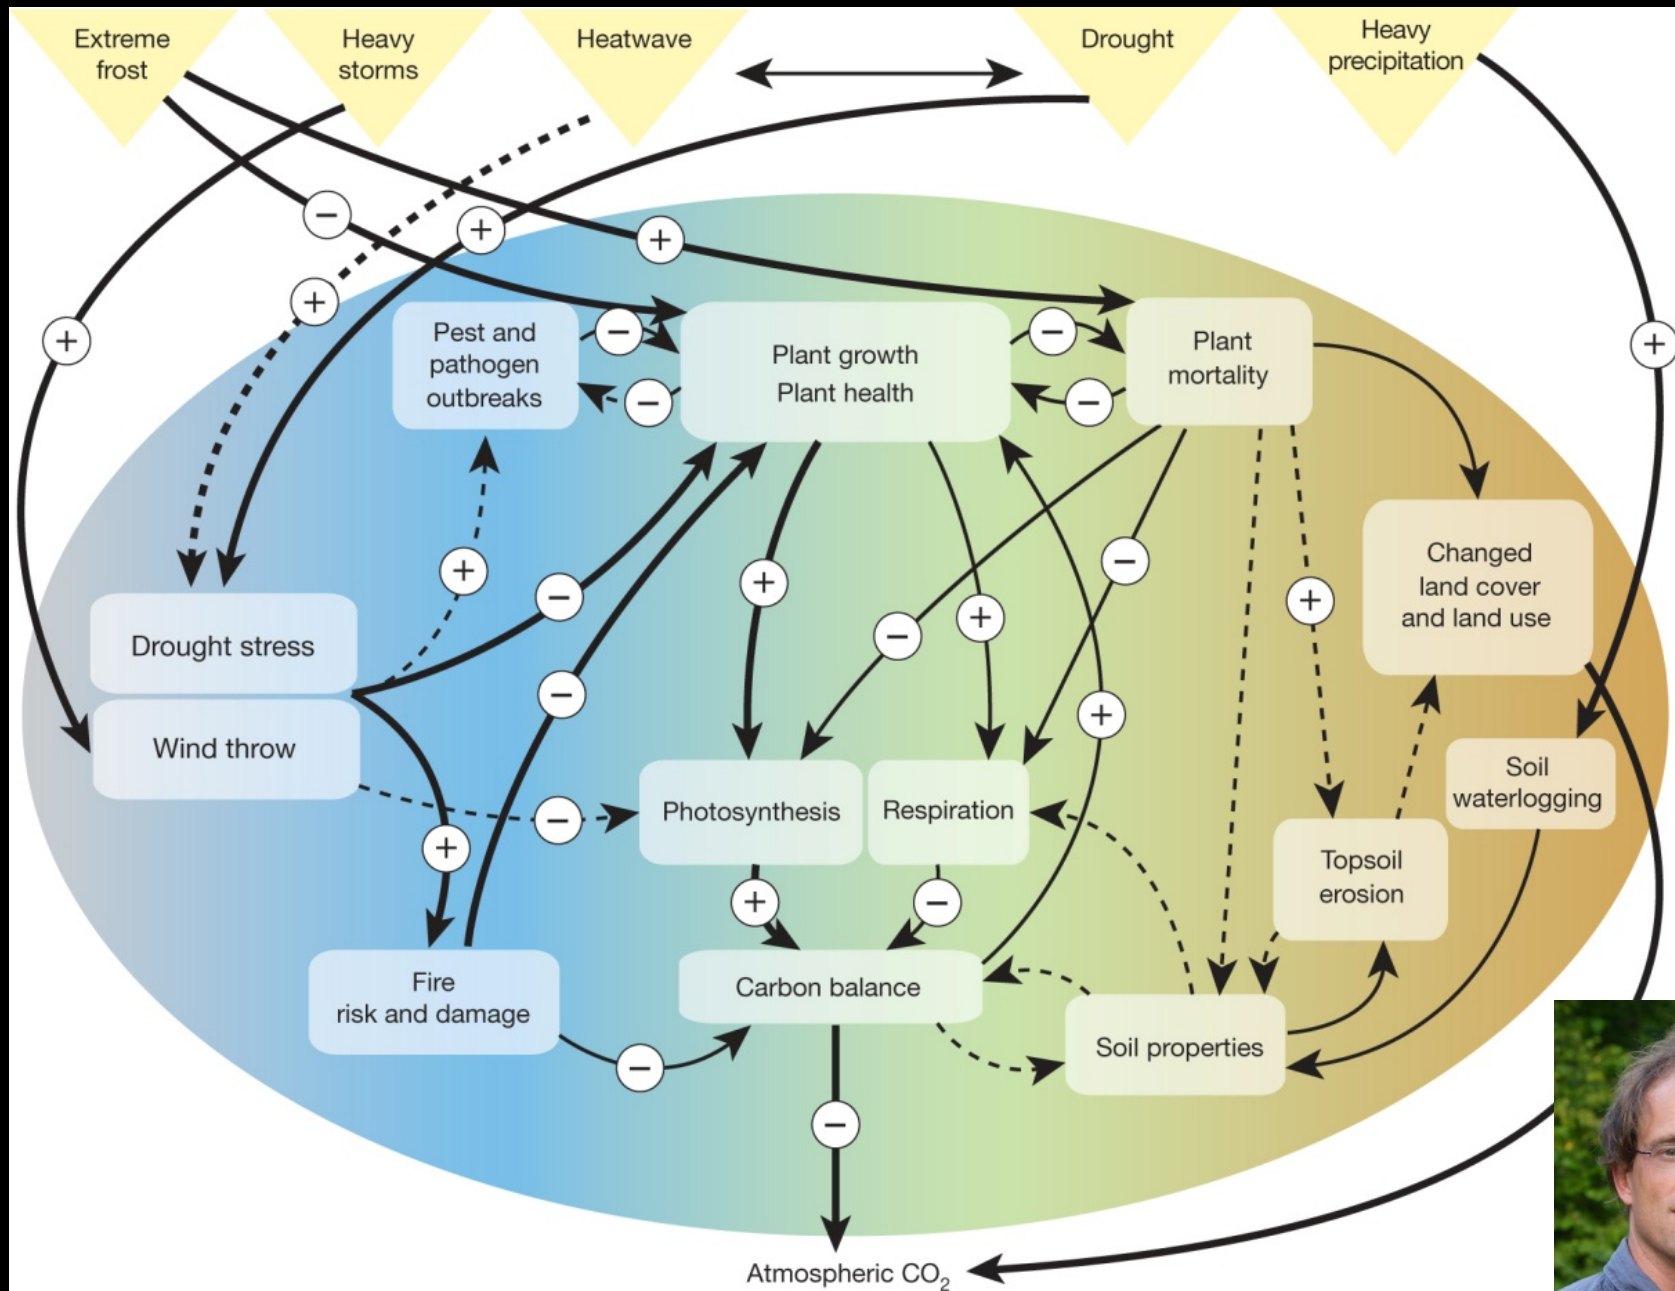 Extreme
frost
Heavy
storms
Heatwave
Drought
Heavy
precipitation
−
+
+
+
+
+
Pest and
pathogen
outbreaks
−
−
Plant growth
Plant health
−
−
Plant
mortality
Changed
land cover
and land use
+
−
+
−
+
−
−
+
−
+
Drought stress
Wind throw
−
+
Photosynthesis
Respiration
Soil
waterlogging
Topsoil
erosion
+
−
Fire
risk and damage
Carbon balance
Soil properties
−
−
Atmospheric CO₂